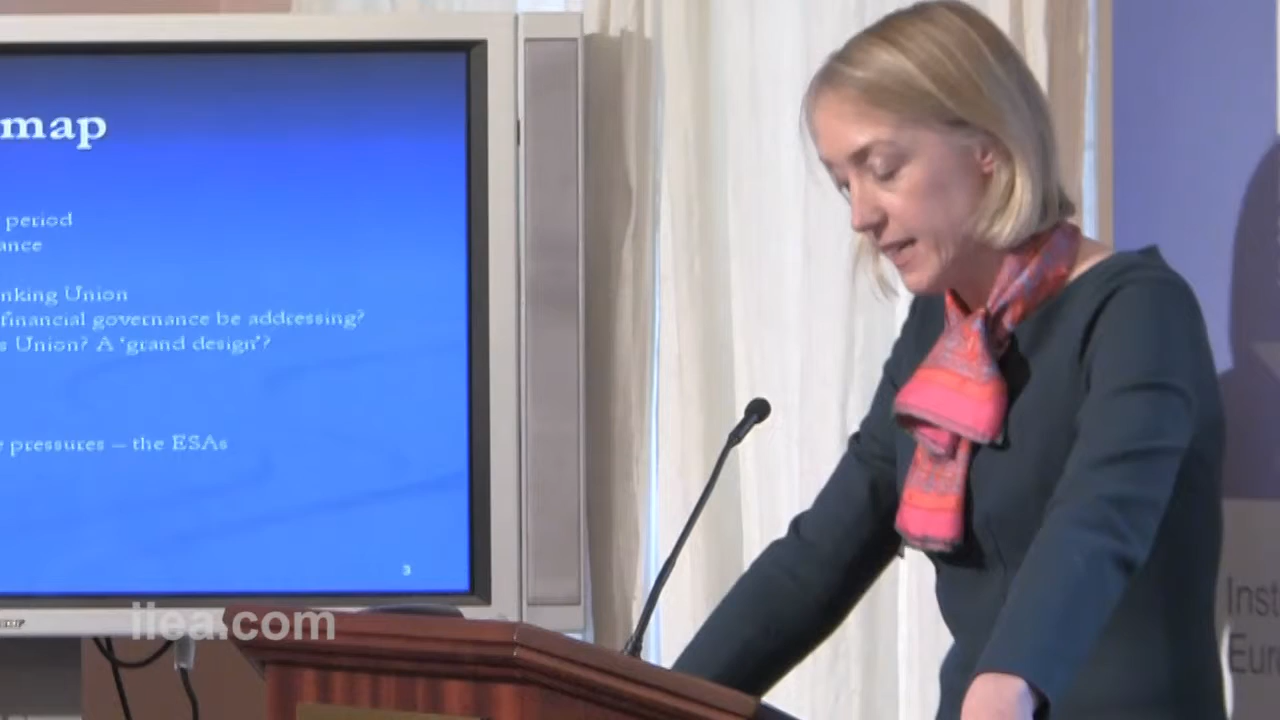 map
period
ance
nking Union
financial governance be addressing?
s Union? A 'grand design'?
e pressures – the ESAs
3
iiea.com
Inst
Eur